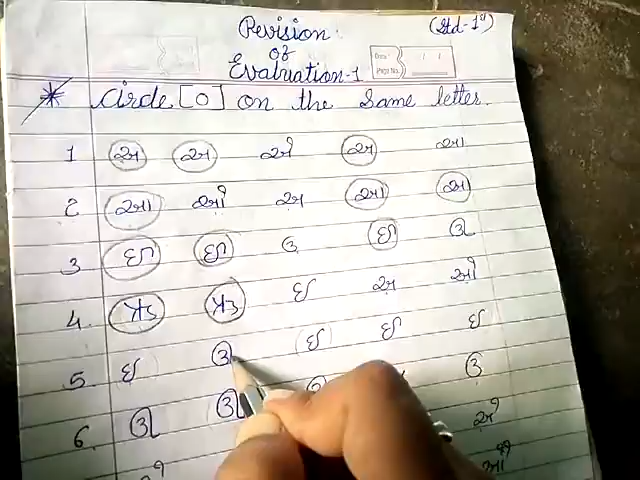 Revision (Std-1st)
of
Evaluation-1
Date:
Page No.
* Circle [O] on the same letter.
1 અ અ એ અ આ
2 આ ઓ અ આ આ
3 ઈ ઈ ઉ ઈ ઊ
4 ઋ ઋ ઈ અ ઓ
5 ઈ ઊ ઈ ઈ ઈ
6 ઊ ઊ ઊ
એ
ઔ